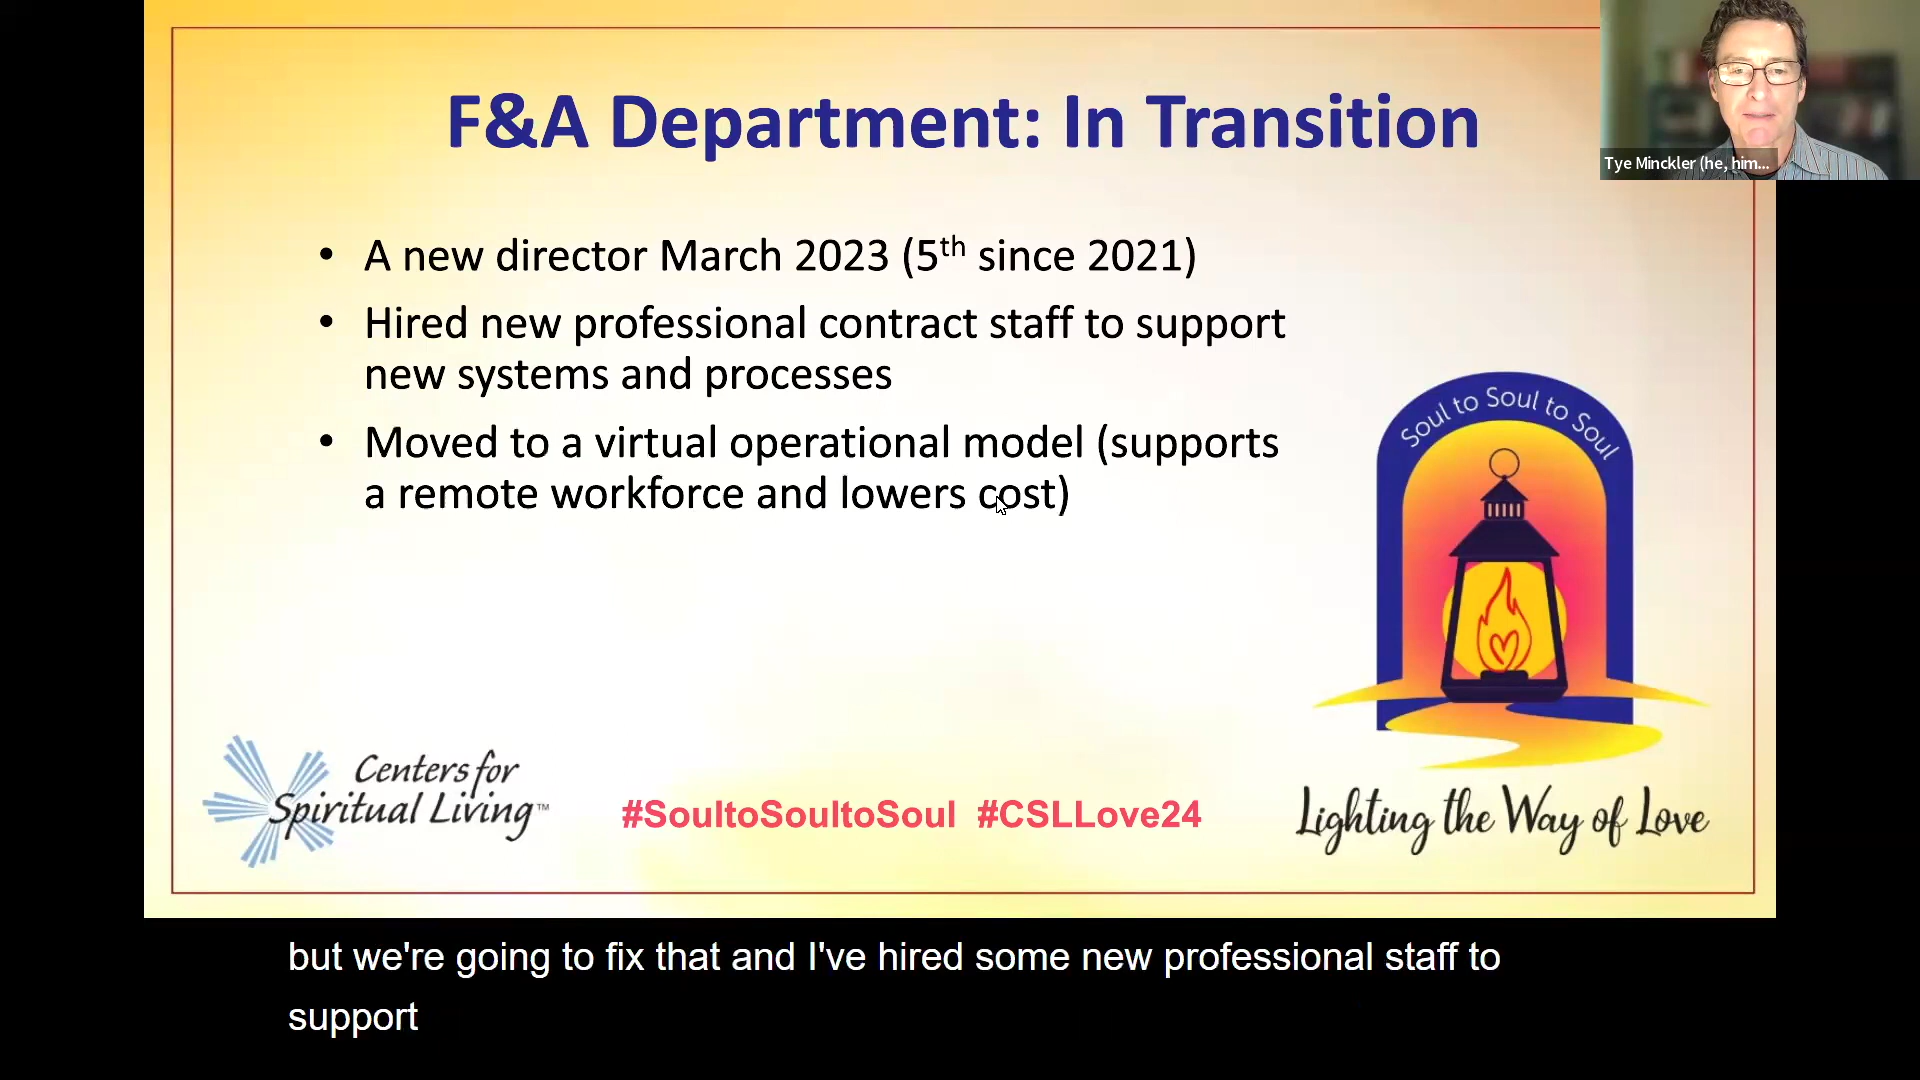 F&A Department: In Transition
Tye Minckler (he, him...
• A new director March 2023 (5th since 2021)
• Hired new professional contract staff to support
new systems and processes
• Moved to a virtual operational model (supports
a remote workforce and lowers cost)
Soul to Soul to Soul
Centers for
Spiritual Living™
#SoultoSoultoSoul #CSLLove24
Lighting the Way of Love
but we're going to fix that and I've hired some new professional staff to
support